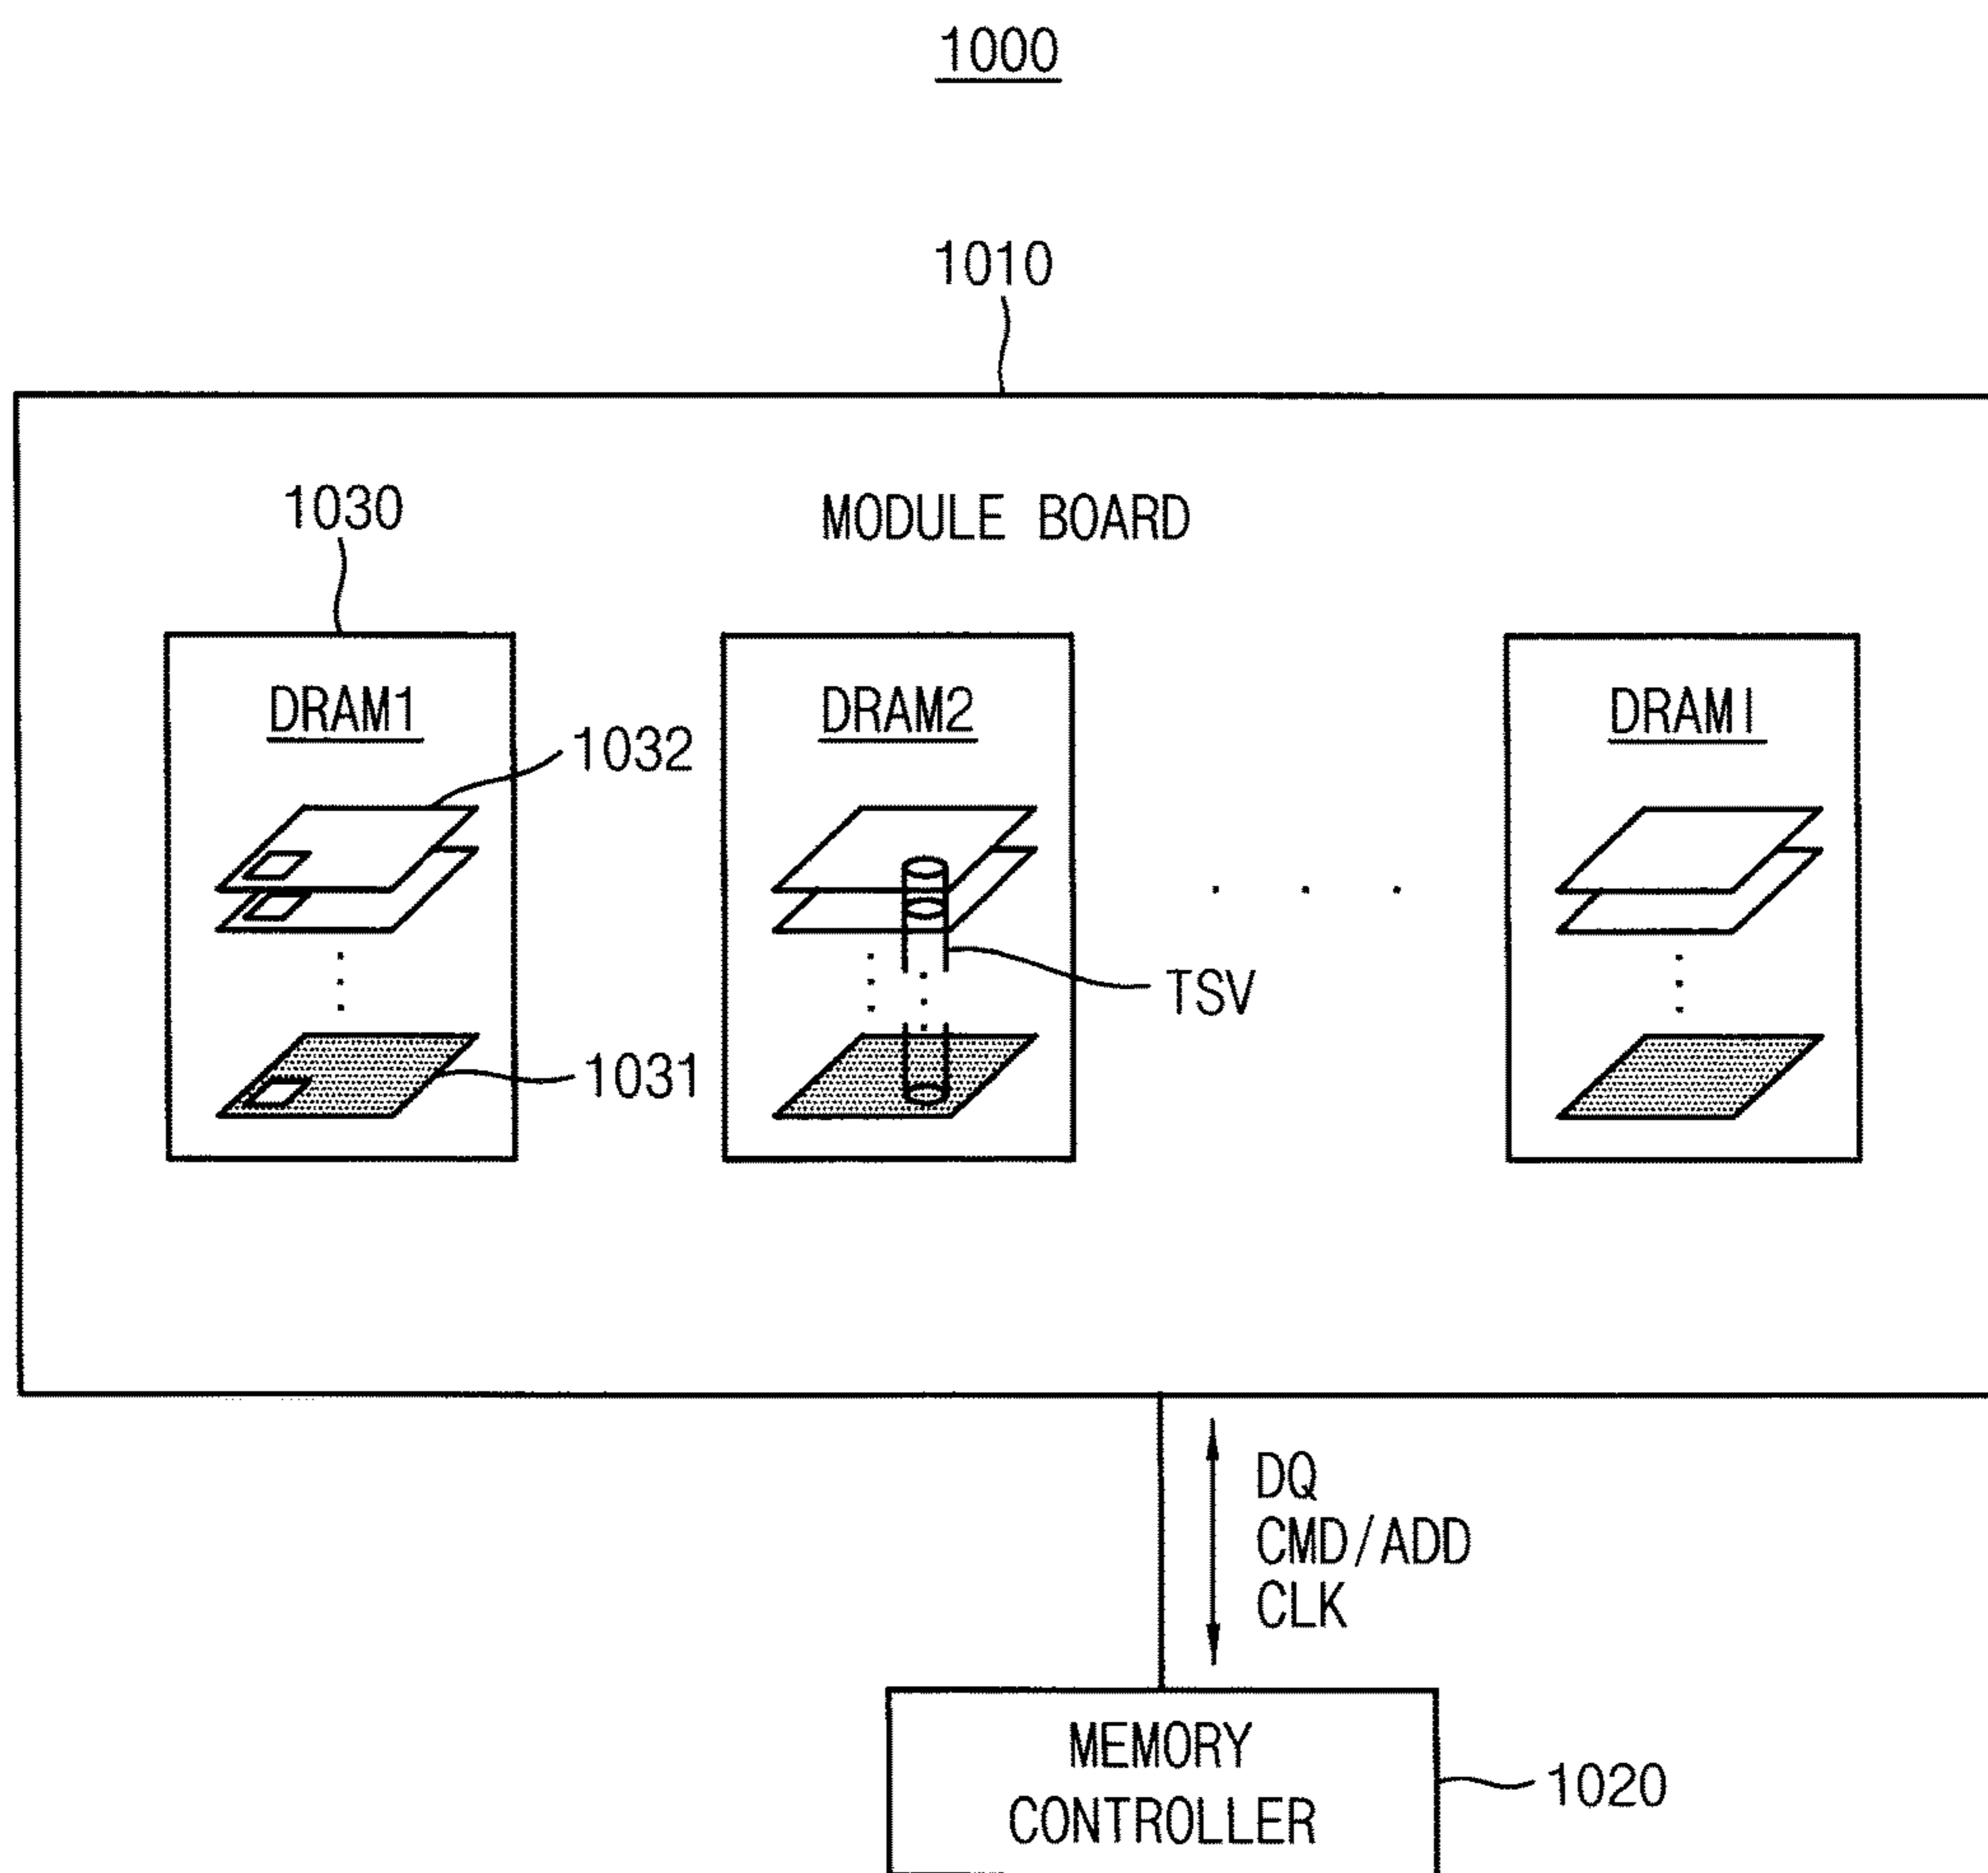 1000
1010
MODULE BOARD
1030
DRAM1
DRAM2
DRAMI
1032
TSV
1031
DQ
CMD/ADD
CLK
MEMORY
CONTROLLER
1020